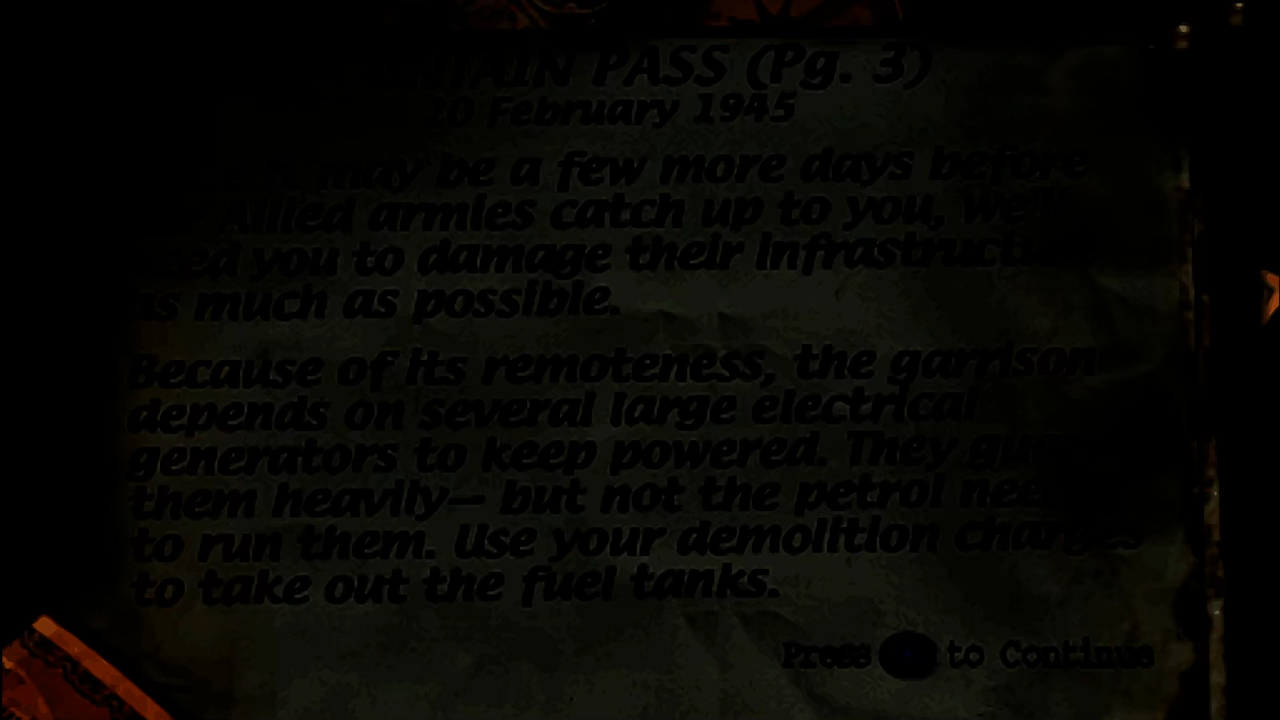 PASS (Pg. 3)
20 February 1945
it may be a few more days before
Allied armies catch up to you, we'll
you to damage their
as much as possible.
Because of its remoteness, the garrison
depends on several large electrical
generators to keep powered. They
them heavily— but not the petrol
to run them. Use your demolition charges
to take out the fuel tanks.
Press to Continue